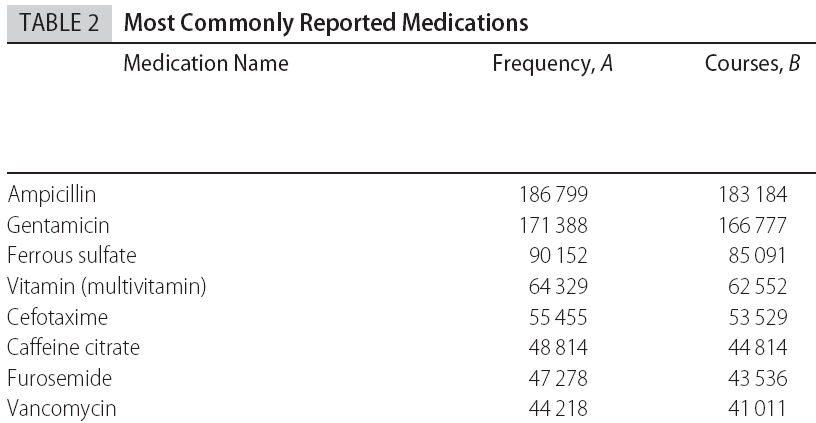 TABLE 2 Most Commonly Reported Medications
Medication Name Frequency, A Courses, B
Ampicillin 186 799 183 184
Gentamicin 171 388 166 777
Ferrous sulfate 90 152 85 091
Vitamin (multivitamin) 64 329 62 552
Cefotaxime 55 455 53 529
Caffeine citrate 48 814 44 814
Furosemide 47 278 43 536
Vancomycin 44 218 41 011